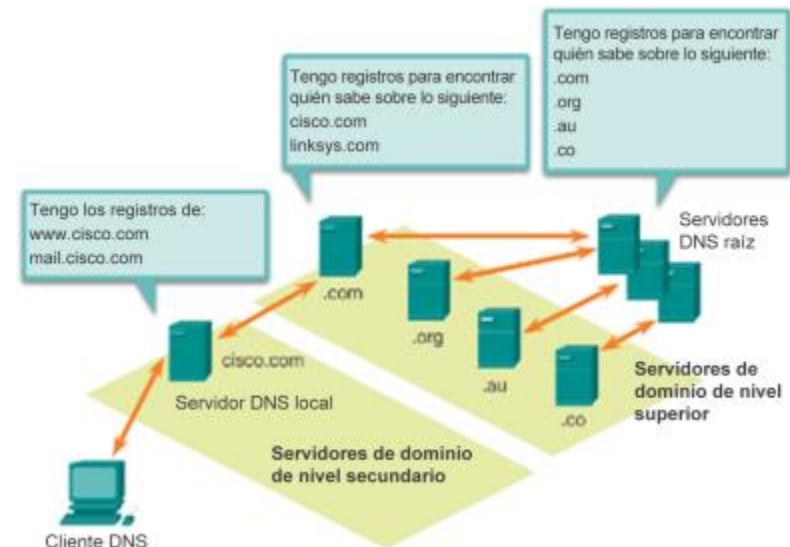 Tengo registros para encontrar
quién sabe sobre lo siguiente:
.com
.org
.au
.co
Tengo registros para encontrar
quién sabe sobre lo siguiente:
cisco.com
linksys.com
Tengo los registros de:
www.cisco.com
mail.cisco.com
Servidores
DNS raíz
.com
.org
.au
.co
Servidores de
dominio de nivel
superior
cisco.com
Servidor DNS local
Servidores de dominio
de nivel secundario
Cliente DNS